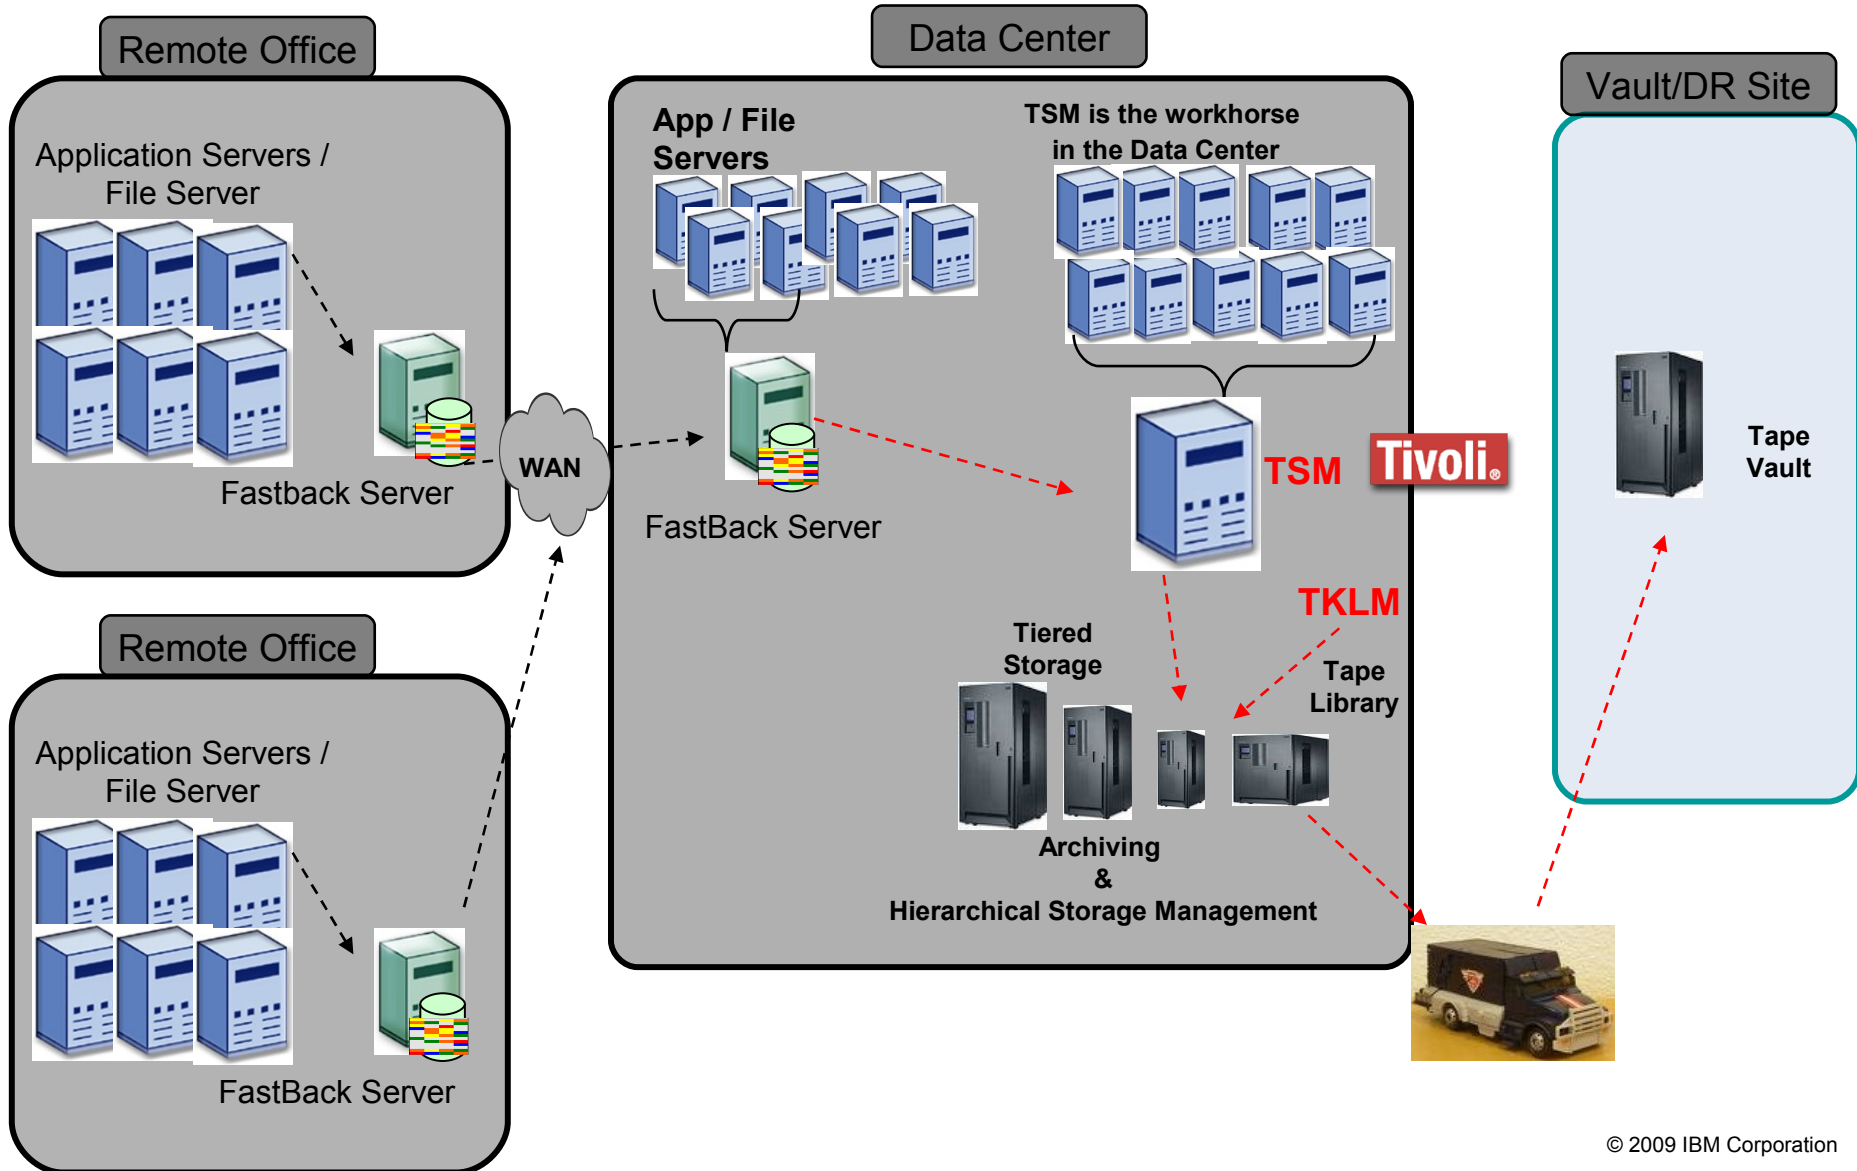 Remote Office
Application Servers /
File Server
Fastback Server
WAN
Remote Office
Application Servers /
File Server
FastBack Server
Data Center
App / File
Servers
FastBack Server
TSM is the workhorse
in the Data Center
TSM
Tivoli®
TKLM
Tiered
Storage
Tape
Library
Archiving
&
Hierarchical Storage Management
Vault/DR Site
Tape
Vault
© 2009 IBM Corporation